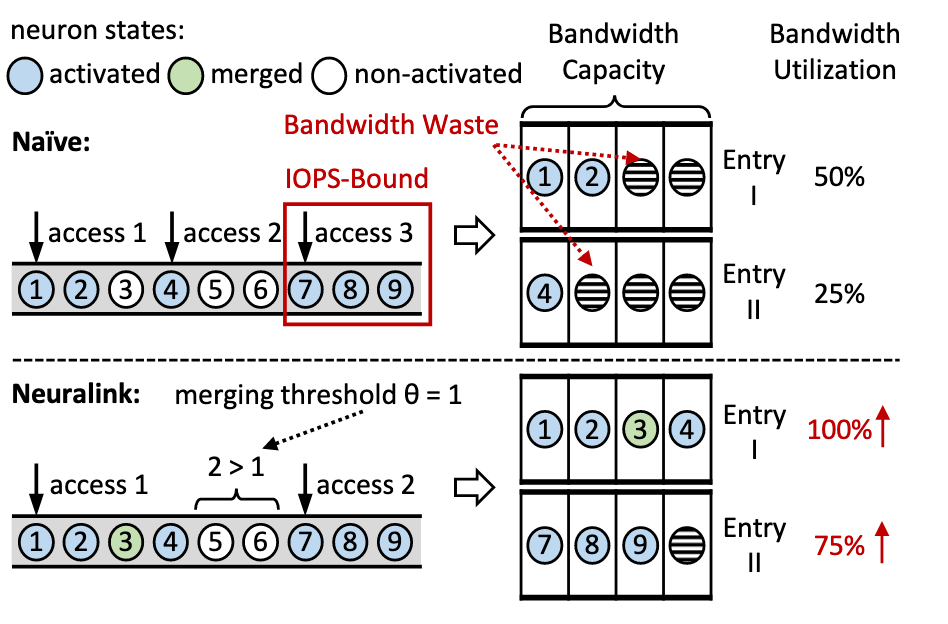 neuron states:
activated merged non-activated
Bandwidth Capacity
Bandwidth Utilization
Naïve:
Bandwidth Waste
IOPS-Bound
access 1 access 2 access 3
1 2 3 4 5 6 7 8 9
1 2
Entry I
50%
4
Entry II
25%
Neuralink:
merging threshold θ = 1
2 > 1
access 1 access 2
1 2 3 4 5 6 7 8 9
1 2 3 4
Entry I
100%
7 8 9
Entry II
75%